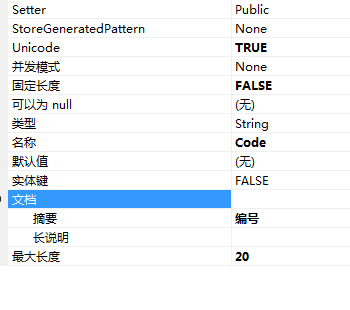 Setter Public
StoreGeneratedPattern None
Unicode TRUE
并发模式 None
固定长度 FALSE
可以为 null (无)
类型 String
名称 Code
默认值 (无)
实体键 FALSE
文档
摘要 编号
长说明
最大长度 20